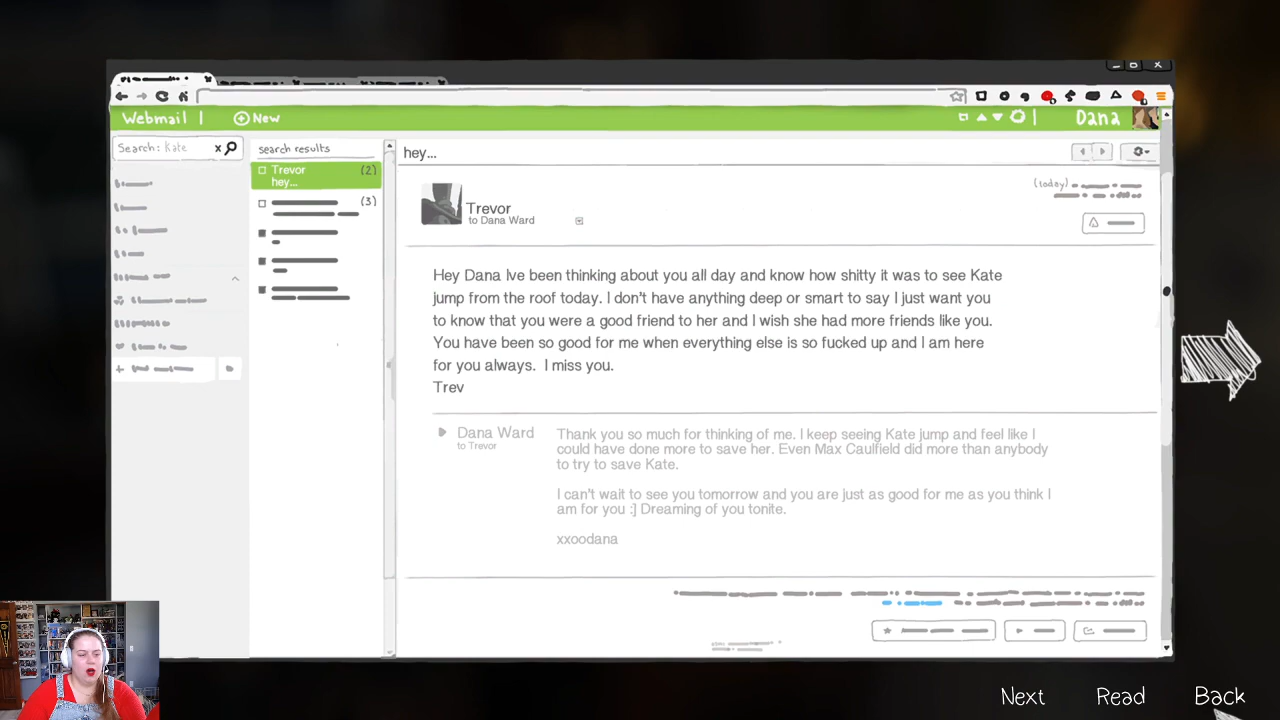 Webmail |
New
Dana
Search: Kate x
search results
hey...
Trevor (2)
hey...
(3)
(today)
Trevor
to Dana Ward
Hey Dana Ive been thinking about you all day and know how shitty it was to see Kate
jump from the roof today. I don't have anything deep or smart to say I just want you
to know that you were a good friend to her and I wish she had more friends like you.
You have been so good for me when everything else is so fucked up and I am here
for you always. I miss you.
Trev
Dana Ward
to Trevor
Thank you so much for thinking of me. I keep seeing Kate jump and feel like I
could have done more to save her. Even Max Caulfield did more than anybody
to try to save Kate.
I can't wait to see you tomorrow and you are just as good for me as you think I
am for you :] Dreaming of you tonite.
xxoodana
Next Read Back